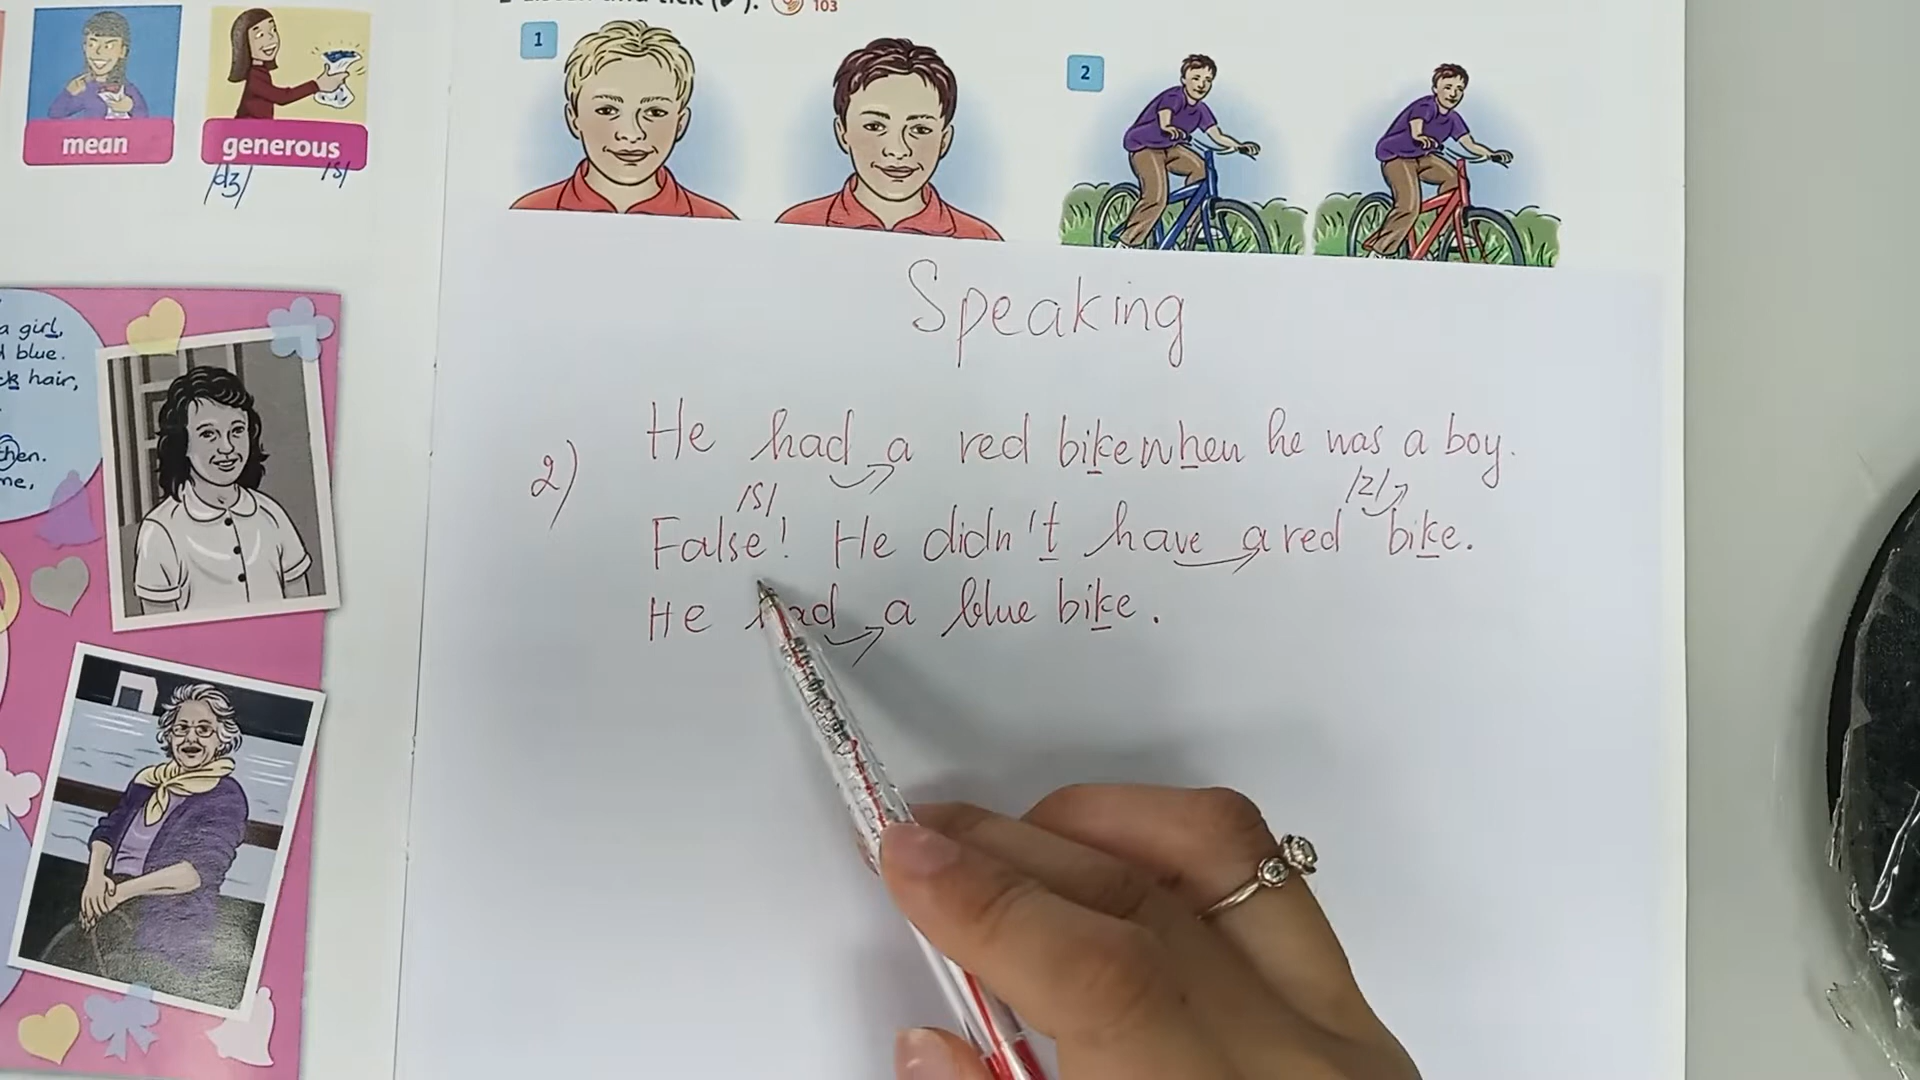 103
1
2
mean
generous
/dʒ/ /s/
a girl,
blue.
hair,
then.
me,
Speaking
2) He had a red bike when he was a boy.
/s/ /z/
False! He didn't have a red bike.
He had a blue bike.